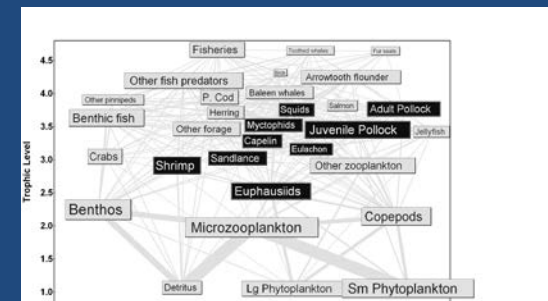 Fisheries
Toothed whales
Fur seals
4.5
Other fish predators
Arrowtooth flounder
4.0
Other pinnipeds
P. Cod
Baleen whales
Squids
Salmon
Adult Pollock
Benthic fish
Herring
3.5
Other forage
Myctophids
Juvenile Pollock
Jellyfish
Capelin
Eulachon
Crabs
Sandlance
3.0
Shrimp
Other zooplankton
Trophic Level
Euphausiids
2.5
Benthos
Copepods
Microzooplankton
2.0
1.5
Detritus
Lg Phytoplankton
Sm Phytoplankton
1.0